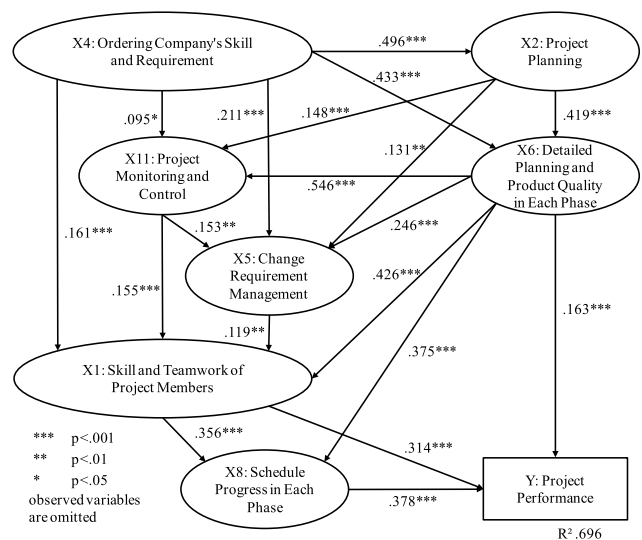 X4: Ordering Company's Skill
and Requirement
.496***
X2: Project
Planning
.433***
.095*
.211***
.148***
.419***
.131**
X11: Project
Monitoring and
Control
X6: Detailed
Planning and
Product Quality
in Each Phase
.546***
.161***
.153**
.246***
X5: Change
Requirement
Management
.426***
.155***
.163***
.119**
.375***
X1: Skill and Teamwork of
Project Members
.356***
.314***
*** p<.001
** p<.01
* p<.05
observed variables
are omitted
X8: Schedule
Progress in Each
Phase
.378***
Y: Project
Performance
R² .696